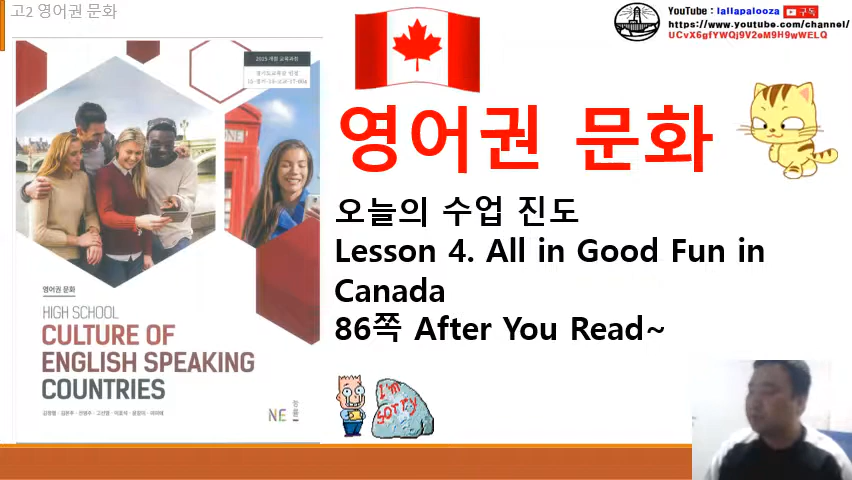 고2 영어권 문화
YouTube : lallapalooza 구독
https://www.youtube.com/channel/
UCvX6gfYWQj9V2eM9H9wWELQ
2015 개정 교육과정
영어권 문화
오늘의 수업 진도
Lesson 4. All in Good Fun in
Canada
86쪽 After You Read~
영어권 문화
HIGH SCHOOL
CULTURE OF
ENGLISH SPEAKING
COUNTRIES
NE 능률
I'm
sorry